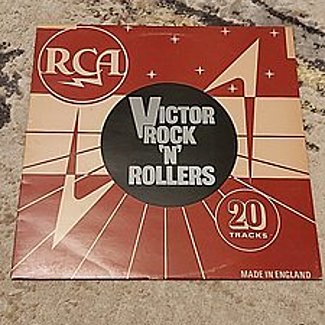 RCA
VICTOR
ROCK
'N'
ROLLERS
20
TRACKS
MADE IN ENGLAND